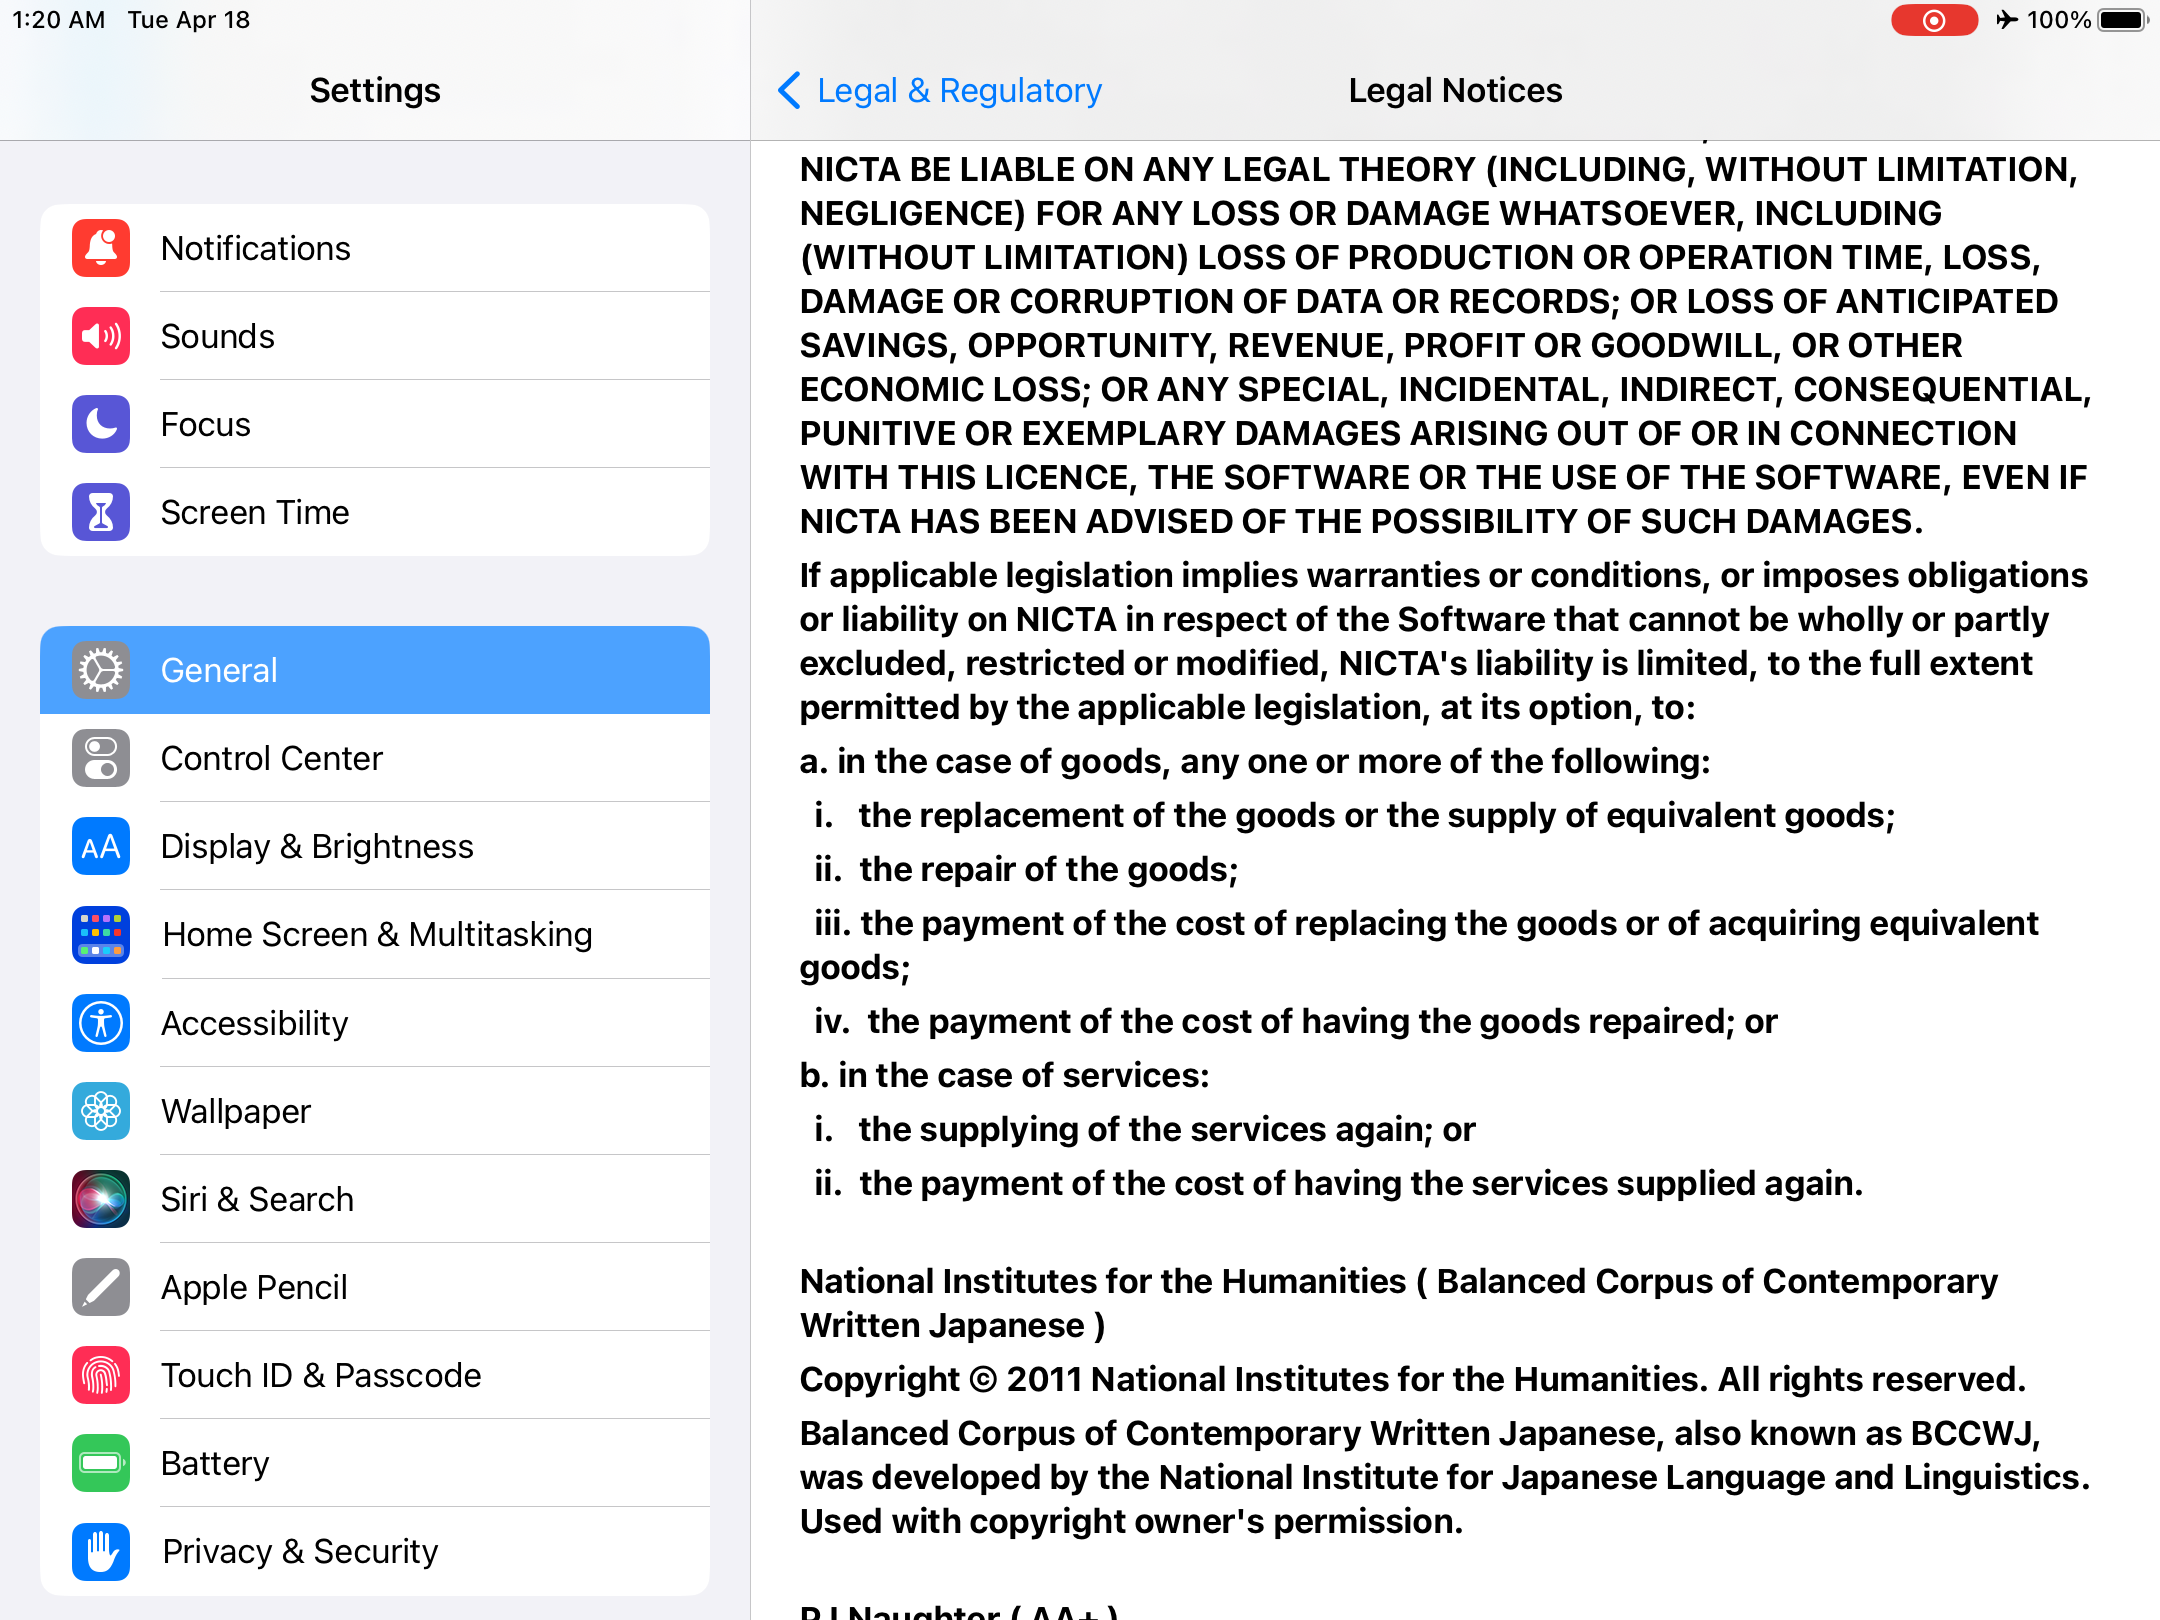 1:20 AM Tue Apr 18
100%
Settings
Notifications
Sounds
Focus
Screen Time
General
Control Center
AA Display & Brightness
Home Screen & Multitasking
Accessibility
Wallpaper
Siri & Search
Apple Pencil
Touch ID & Passcode
Battery
Privacy & Security
Legal & Regulatory
Legal Notices
NICTA BE LIABLE ON ANY LEGAL THEORY (INCLUDING, WITHOUT LIMITATION,
NEGLIGENCE) FOR ANY LOSS OR DAMAGE WHATSOEVER, INCLUDING
(WITHOUT LIMITATION) LOSS OF PRODUCTION OR OPERATION TIME, LOSS,
DAMAGE OR CORRUPTION OF DATA OR RECORDS; OR LOSS OF ANTICIPATED
SAVINGS, OPPORTUNITY, REVENUE, PROFIT OR GOODWILL, OR OTHER
ECONOMIC LOSS; OR ANY SPECIAL, INCIDENTAL, INDIRECT, CONSEQUENTIAL,
PUNITIVE OR EXEMPLARY DAMAGES ARISING OUT OF OR IN CONNECTION
WITH THIS LICENCE, THE SOFTWARE OR THE USE OF THE SOFTWARE, EVEN IF
NICTA HAS BEEN ADVISED OF THE POSSIBILITY OF SUCH DAMAGES.
If applicable legislation implies warranties or conditions, or imposes obligations
or liability on NICTA in respect of the Software that cannot be wholly or partly
excluded, restricted or modified, NICTA's liability is limited, to the full extent
permitted by the applicable legislation, at its option, to:
a. in the case of goods, any one or more of the following:
i. the replacement of the goods or the supply of equivalent goods;
ii. the repair of the goods;
iii. the payment of the cost of replacing the goods or of acquiring equivalent
goods;
iv. the payment of the cost of having the goods repaired; or
b. in the case of services:
i. the supplying of the services again; or
ii. the payment of the cost of having the services supplied again.
National Institutes for the Humanities ( Balanced Corpus of Contemporary
Written Japanese )
Copyright © 2011 National Institutes for the Humanities. All rights reserved.
Balanced Corpus of Contemporary Written Japanese, also known as BCCWJ,
was developed by the National Institute for Japanese Language and Linguistics.
Used with copyright owner's permission.
PJ Naughter ( AA+ )